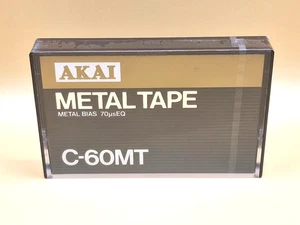 AKAI
METAL TAPE
METAL BIAS 70µsEQ
C-60MT